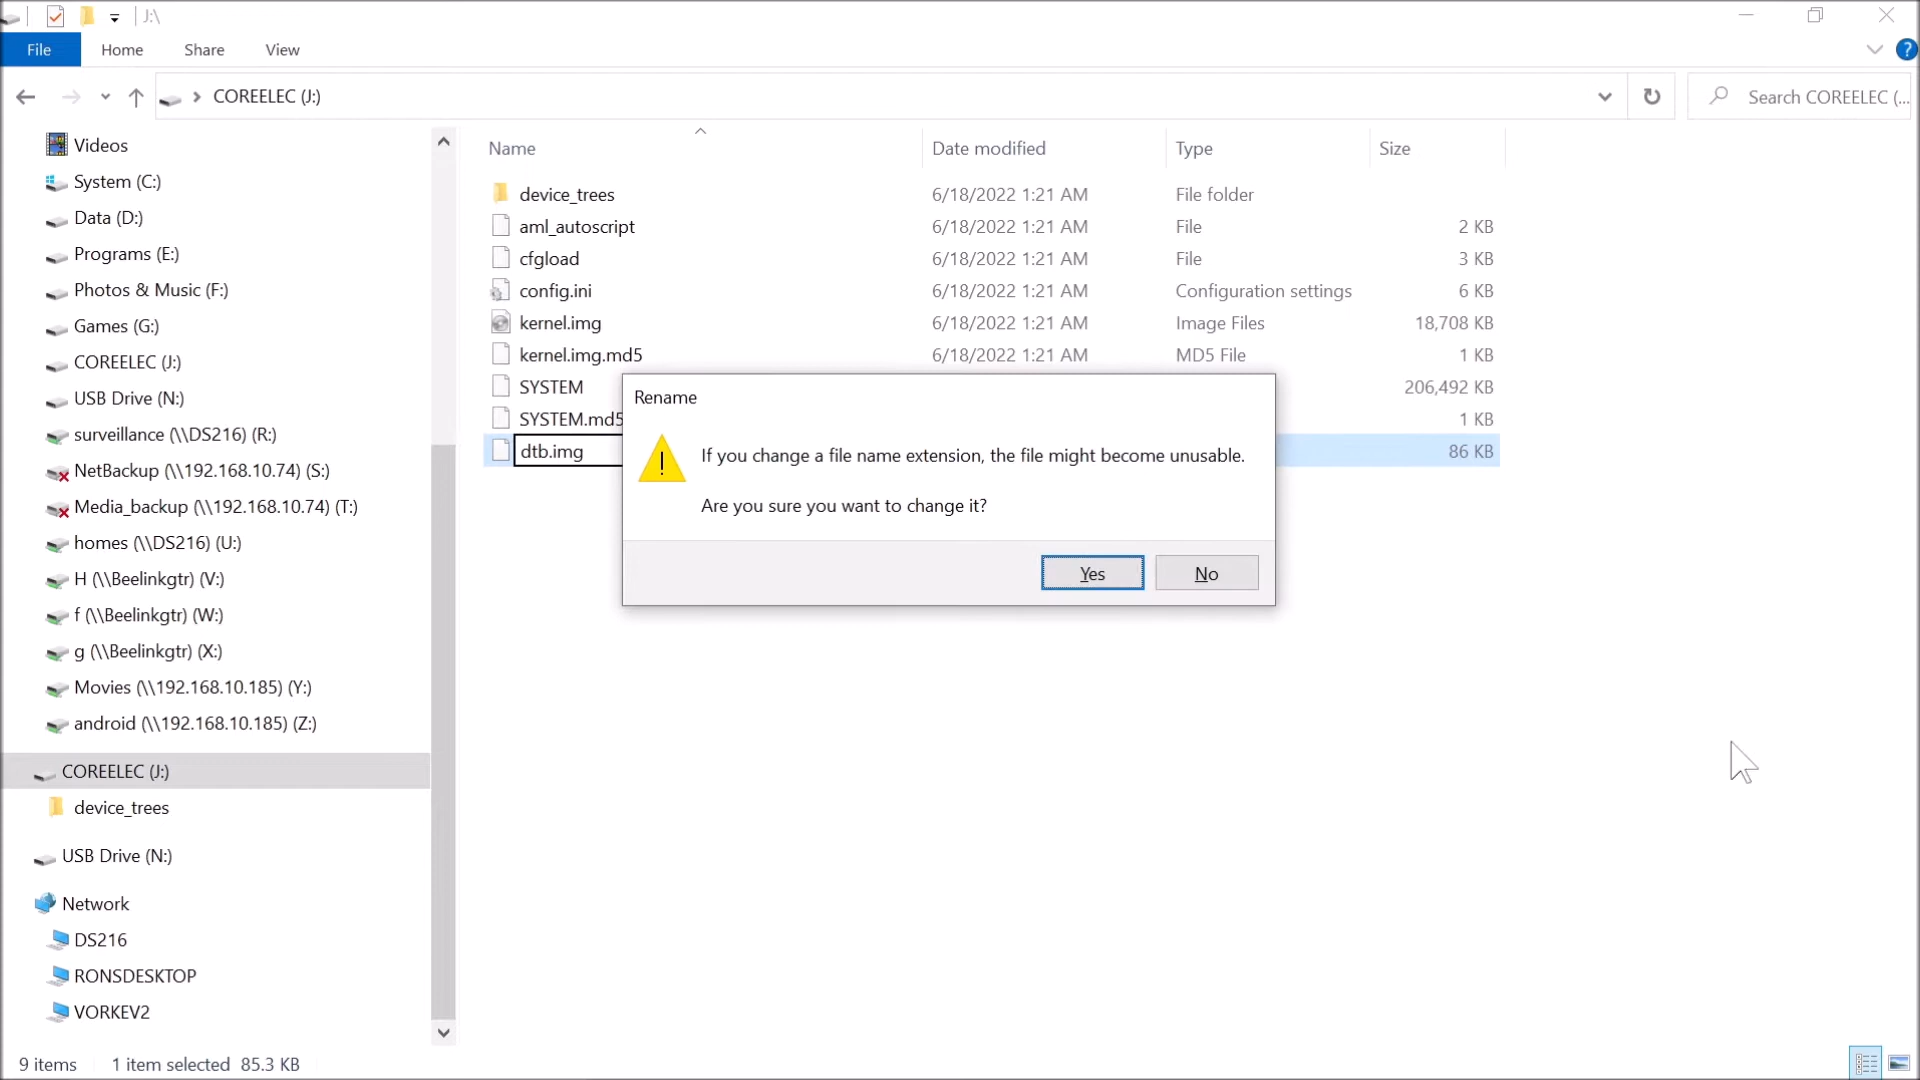 J:\
File Home Share View
?
COREELEC (J:)
Search COREELEC (...
Videos
System (C:)
Data (D:)
Programs (E:)
Photos & Music (F:)
Games (G:)
COREELEC (J:)
USB Drive (N:)
surveillance (\\DS216) (R:)
NetBackup (\\192.168.10.74) (S:)
Media_backup (\\192.168.10.74) (T:)
homes (\\DS216) (U:)
H (\\Beelinkgtr) (V:)
f (\\Beelinkgtr) (W:)
g (\\Beelinkgtr) (X:)
Movies (\\192.168.10.185) (Y:)
android (\\192.168.10.185) (Z:)
COREELEC (J:)
device_trees
USB Drive (N:)
Network
DS216
RONSDESKTOP
VORKEV2
Name Date modified Type Size
device_trees 6/18/2022 1:21 AM File folder
aml_autoscript 6/18/2022 1:21 AM File 2 KB
cfgload 6/18/2022 1:21 AM File 3 KB
config.ini 6/18/2022 1:21 AM Configuration settings 6 KB
kernel.img 6/18/2022 1:21 AM Image Files 18,708 KB
kernel.img.md5 6/18/2022 1:21 AM MD5 File 1 KB
SYSTEM 206,492 KB
SYSTEM.md5 1 KB
dtb.img 86 KB
Rename
If you change a file name extension, the file might become unusable.
Are you sure you want to change it?
Yes No
9 items 1 item selected 85.3 KB